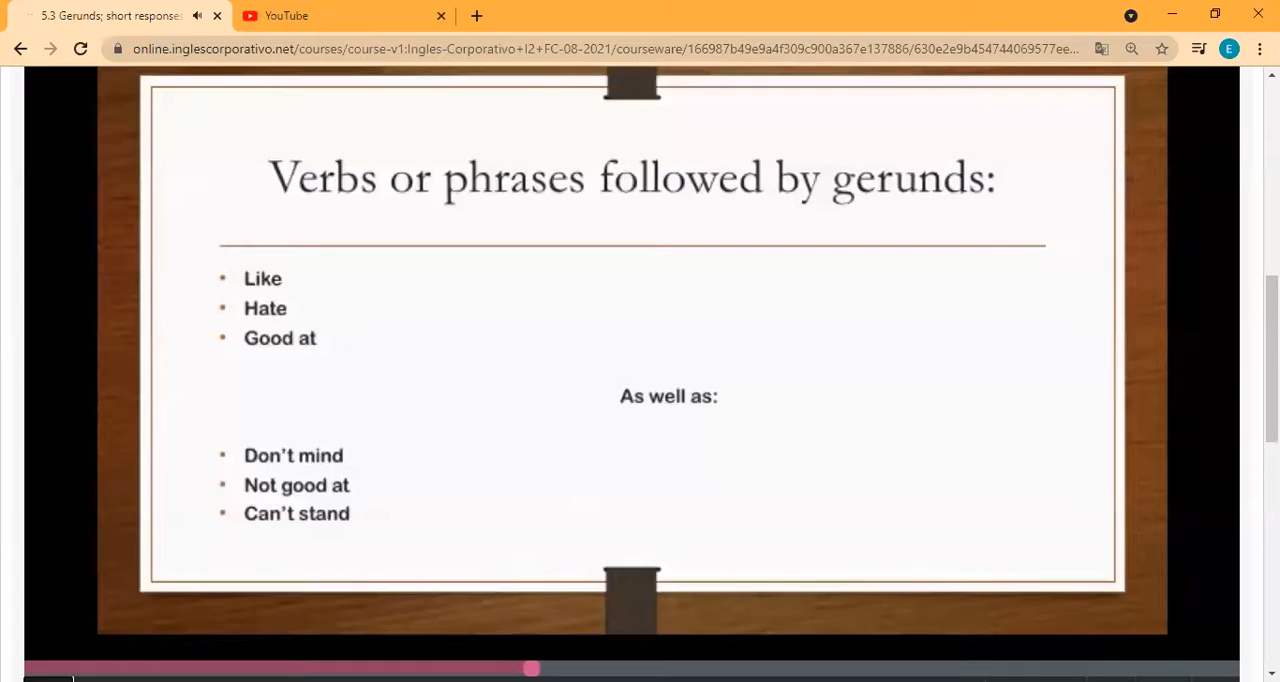 5.3 Gerunds; short responses
YouTube
online.inglescorporativo.net/courses/course-v1:Ingles-Corporativo+I2+FC-08-2021/courseware/166987b49e9a4f309c900a367e137886/630e2e9b454744069577ee...
E
Verbs or phrases followed by gerunds:
• Like
• Hate
• Good at
As well as:
• Don't mind
• Not good at
• Can't stand